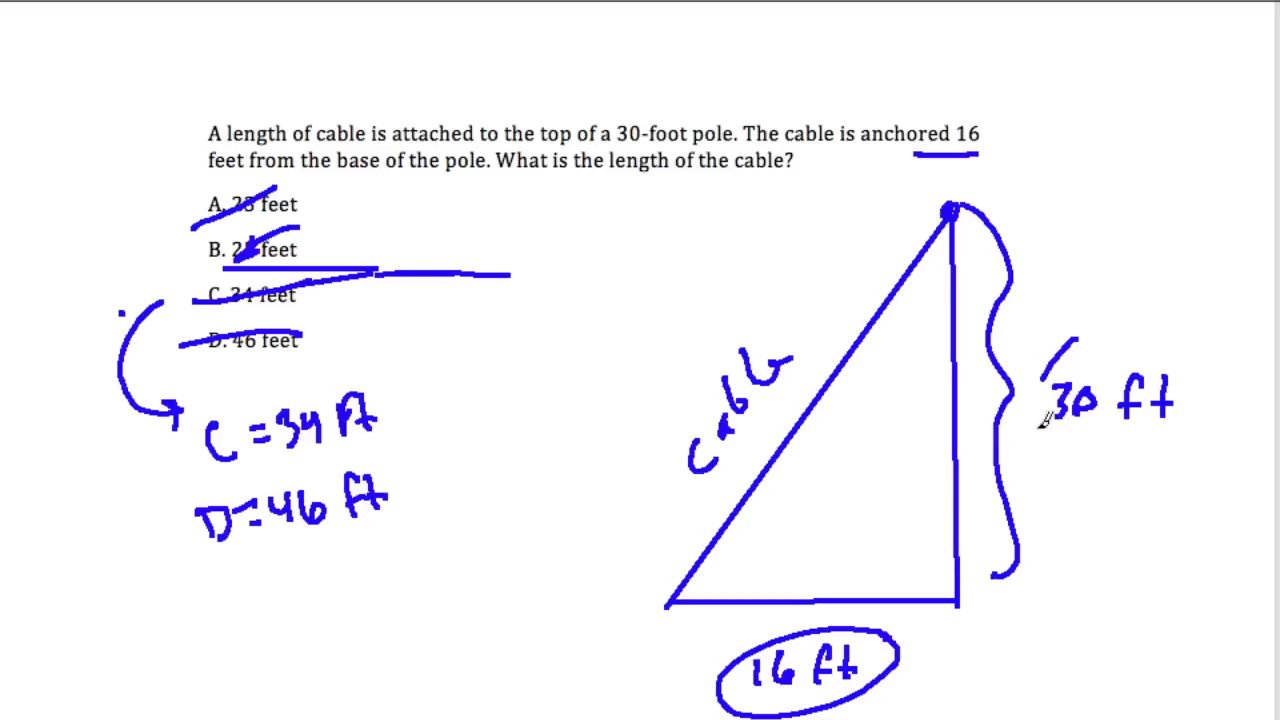 A length of cable is attached to the top of a 30-foot pole. The cable is anchored 16
feet from the base of the pole. What is the length of the cable?
A. 23 feet
B. feet
C. 34 feet
D. 46 feet
C = 34 ft
D = 46 ft
cable
30 ft
16 ft